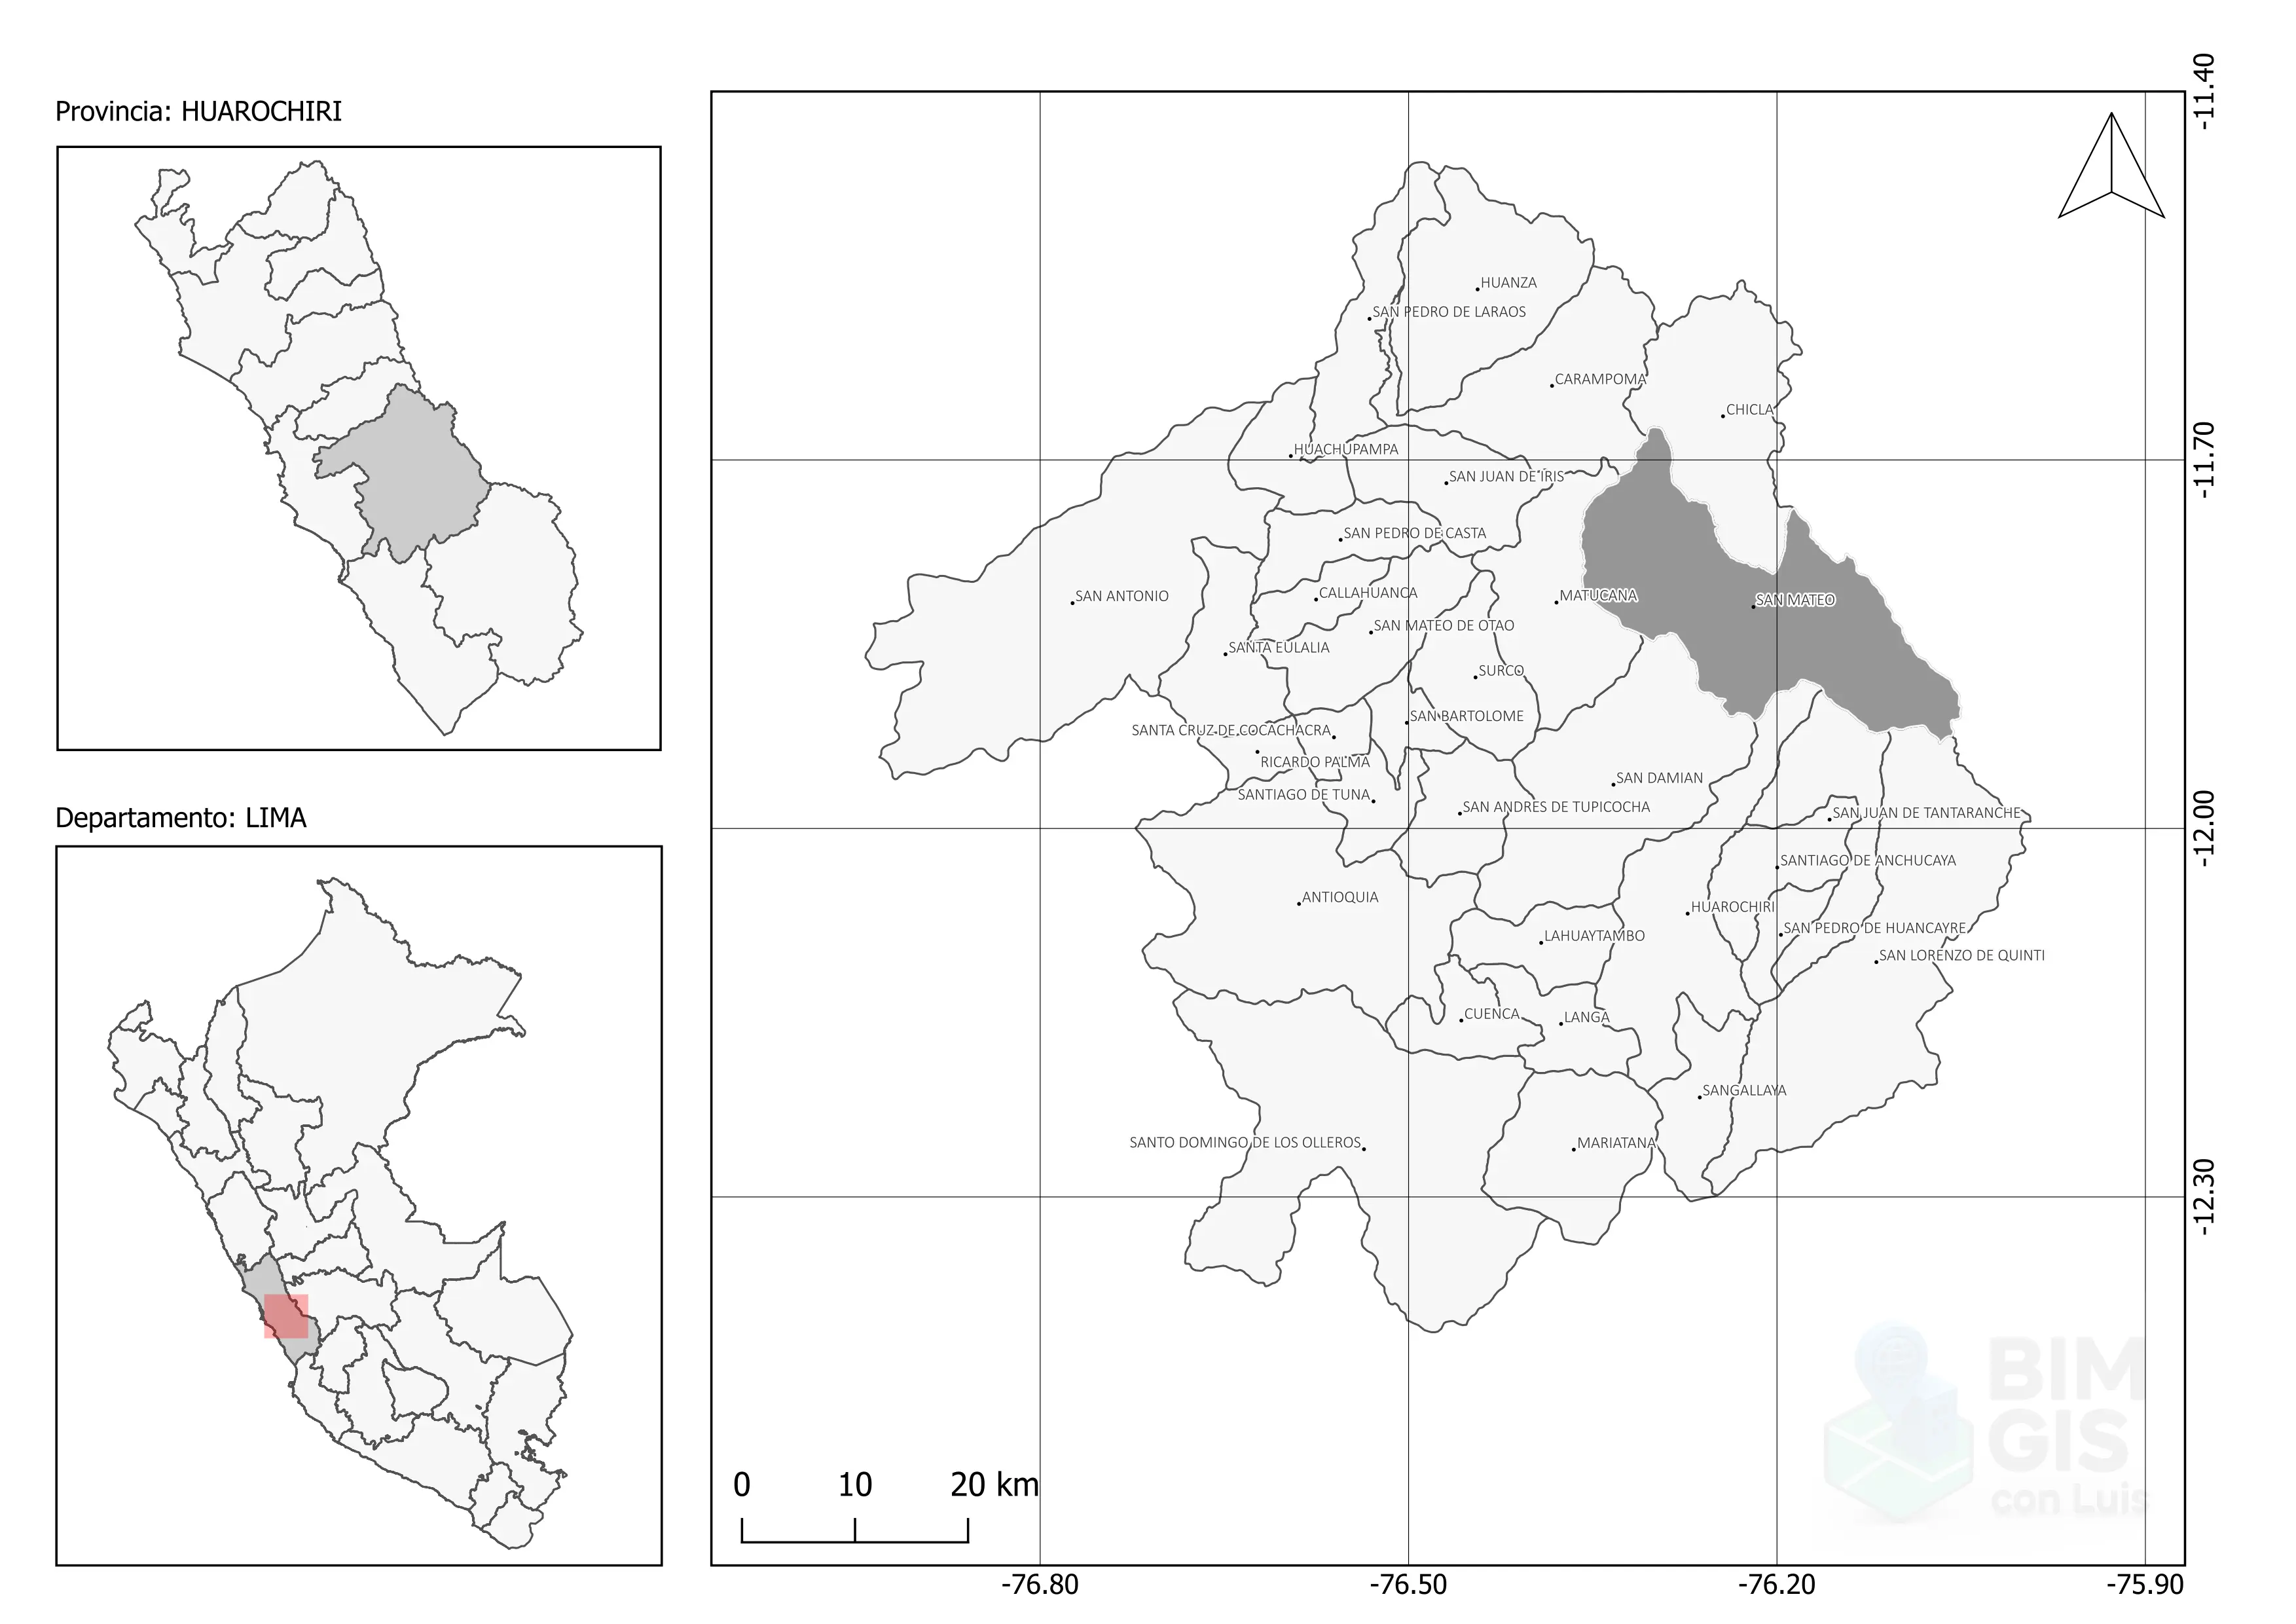 Provincia: HUAROCHIRI
Departamento: LIMA
-11.40
HUANZA
SAN PEDRO DE LARAOS
CARAMPOMA
CHICLA
HUACHUPAMPA
-11.70
SAN JUAN DE IRIS
SAN PEDRO DE CASTA
SAN ANTONIO
CALLAHUANCA
MATUCANA
SAN MATEO
SAN MATEO DE OTAO
SANTA EULALIA
SURCO
SAN BARTOLOME
SANTA CRUZ DE COCACHACRA
RICARDO PALMA
SAN DAMIAN
SANTIAGO DE TUNA
SAN ANDRES DE TUPICOCHA
SAN JUAN DE TANTARANCHE
-12.00
SANTIAGO DE ANCHUCAYA
ANTIOQUIA
HUAROCHIRI
SAN PEDRO DE HUANCAYRE
LAHUAYTAMBO
SAN LORENZO DE QUINTI
CUENCA
LANGA
SANGALLAYA
SANTO DOMINGO DE LOS OLLEROS
MARIATANA
-12.30
BIM
GIS
con Luis
0 10 20 km
-76.80 -76.50 -76.20 -75.90